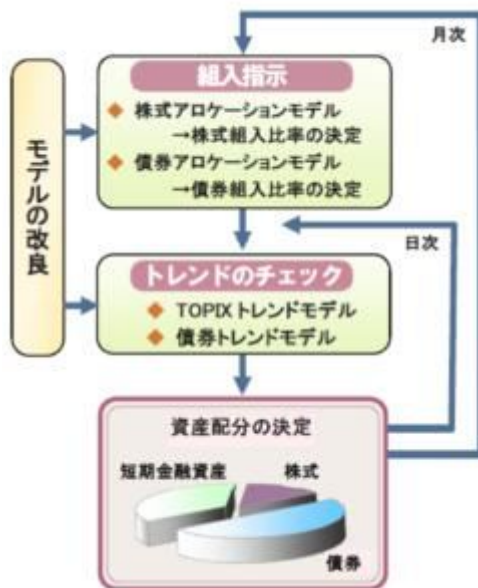 月次
組入指示
◆ 株式アロケーションモデル
→株式組入比率の決定
◆ 債券アロケーションモデル
→債券組入比率の決定
モデルの改良
日次
トレンドのチェック
◆ TOPIXトレンドモデル
◆ 債券トレンドモデル
資産配分の決定
短期金融資産
株式
債券